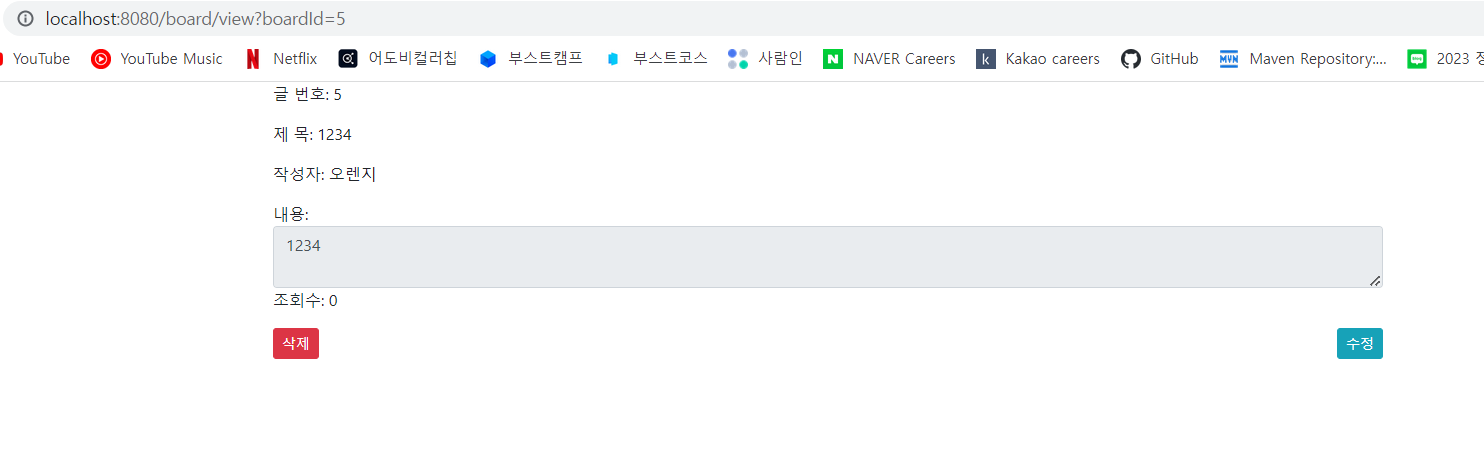 localhost:8080/board/view?boardId=5
YouTube YouTube Music Netflix 어도비컬러칩 부스트캠프 부스트코스 사람인 NAVER Careers Kakao careers GitHub Maven Repository:... 2023
글 번호: 5
제 목: 1234
작성자: 오렌지
내용:
1234
조회수: 0
삭제 수정